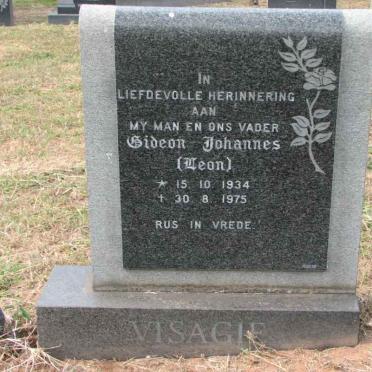 IN
LIEFDEVOLLE HERINNERING
AAN
MY MAN EN ONS VADER
Gideon Johannes
(Leon)
* 15. 10. 1934
† 30. 8. 1975
RUS IN VREDE.
VISAGIE